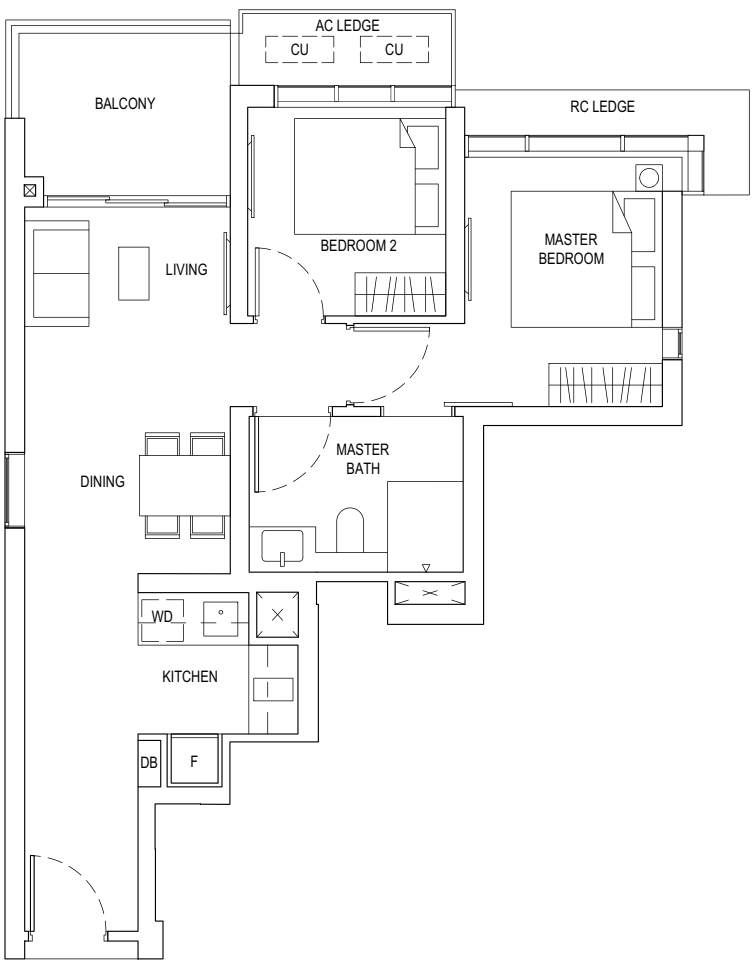 AC LEDGE
CU
CU
BALCONY
RC LEDGE
BEDROOM 2
MASTER
BEDROOM
LIVING
MASTER
BATH
DINING
WD
KITCHEN
DB
F